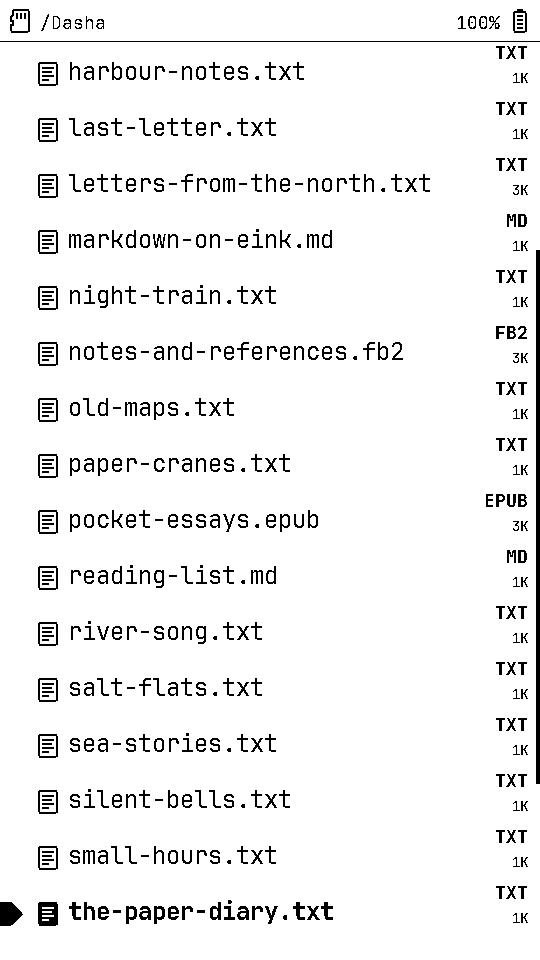 /Dasha 100%
harbour-notes.txt TXT
1K
last-letter.txt TXT
1K
letters-from-the-north.txt TXT
3K
markdown-on-eink.md MD
1K
night-train.txt TXT
1K
notes-and-references.fb2 FB2
3K
old-maps.txt TXT
1K
paper-cranes.txt TXT
1K
pocket-essays.epub EPUB
3K
reading-list.md MD
1K
river-song.txt TXT
1K
salt-flats.txt TXT
1K
sea-stories.txt TXT
1K
silent-bells.txt TXT
1K
small-hours.txt TXT
1K
the-paper-diary.txt TXT
1K